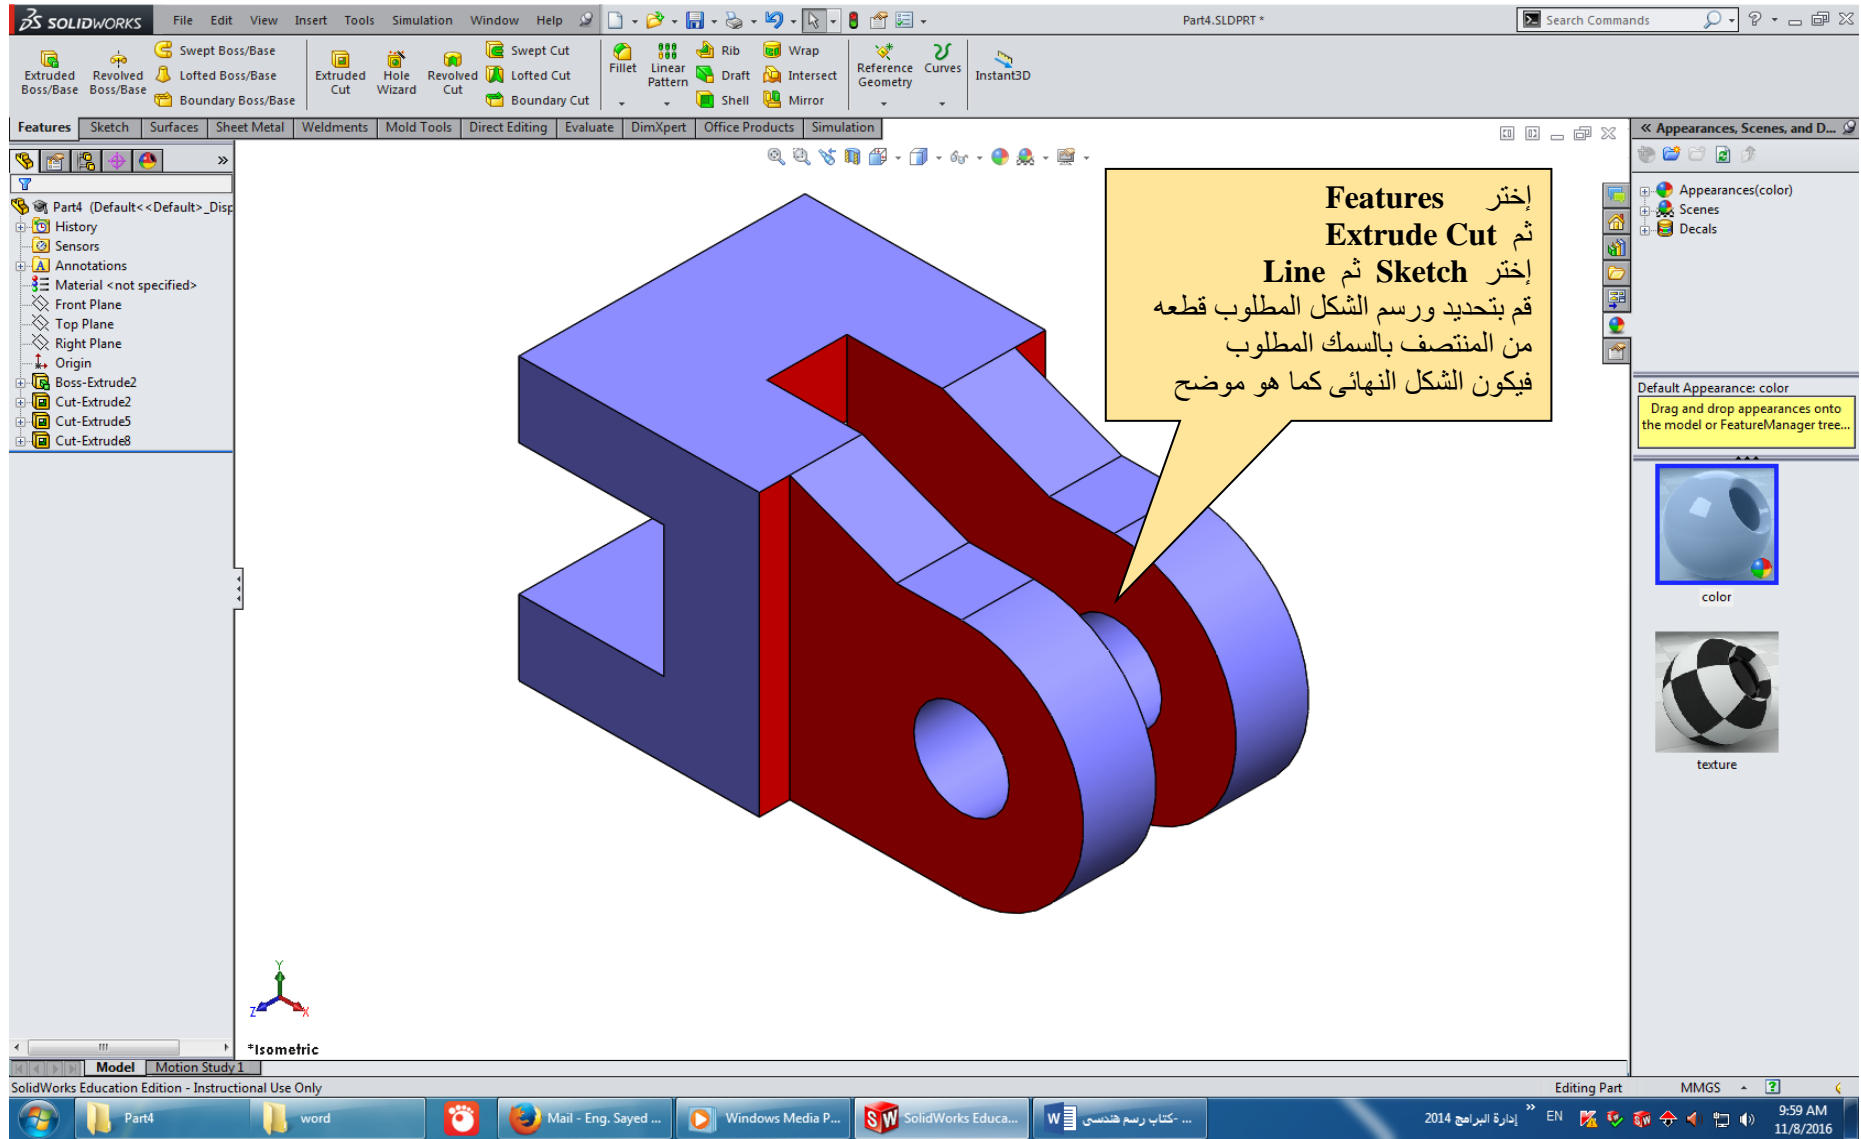 SOLIDWORKS File Edit View Insert Tools Simulation Window Help Part4.SLDPRT * Search Commands
Extruded Boss/Base
Revolved Boss/Base
Swept Boss/Base
Lofted Boss/Base
Boundary Boss/Base
Extruded Cut
Hole Wizard
Revolved Cut
Swept Cut
Lofted Cut
Boundary Cut
Fillet
Linear Pattern
Rib
Draft
Shell
Wrap
Intersect
Mirror
Reference Geometry
Curves
Instant3D
Features Sketch Surfaces Sheet Metal Weldments Mold Tools Direct Editing Evaluate DimXpert Office Products Simulation
Part4 (Default<<Default>_Disp
History
Sensors
Annotations
Material <not specified>
Front Plane
Top Plane
Right Plane
Origin
Boss-Extrude2
Cut-Extrude2
Cut-Extrude5
Cut-Extrude8
إختر Features
ثم Extrude Cut
إختر Sketch ثم Line
قم بتحديد ورسم الشكل المطلوب قطعه
من المنتصف بالسمك المطلوب
فيكون الشكل النهائى كما هو موضح
Appearances, Scenes, and D...
Appearances(color)
Scenes
Decals
Default Appearance: color
Drag and drop appearances onto
the model or FeatureManager tree...
color
texture
Y
Z
X
*Isometric
Model Motion Study 1
SolidWorks Education Edition - Instructional Use Only
Editing Part MMGS
Part4
word
Mail - Eng. Sayed ...
Windows Media P...
SolidWorks Educa...
كتاب رسم هندسى- ...
إدارة البرامج 2014
EN
9:59 AM
11/8/2016